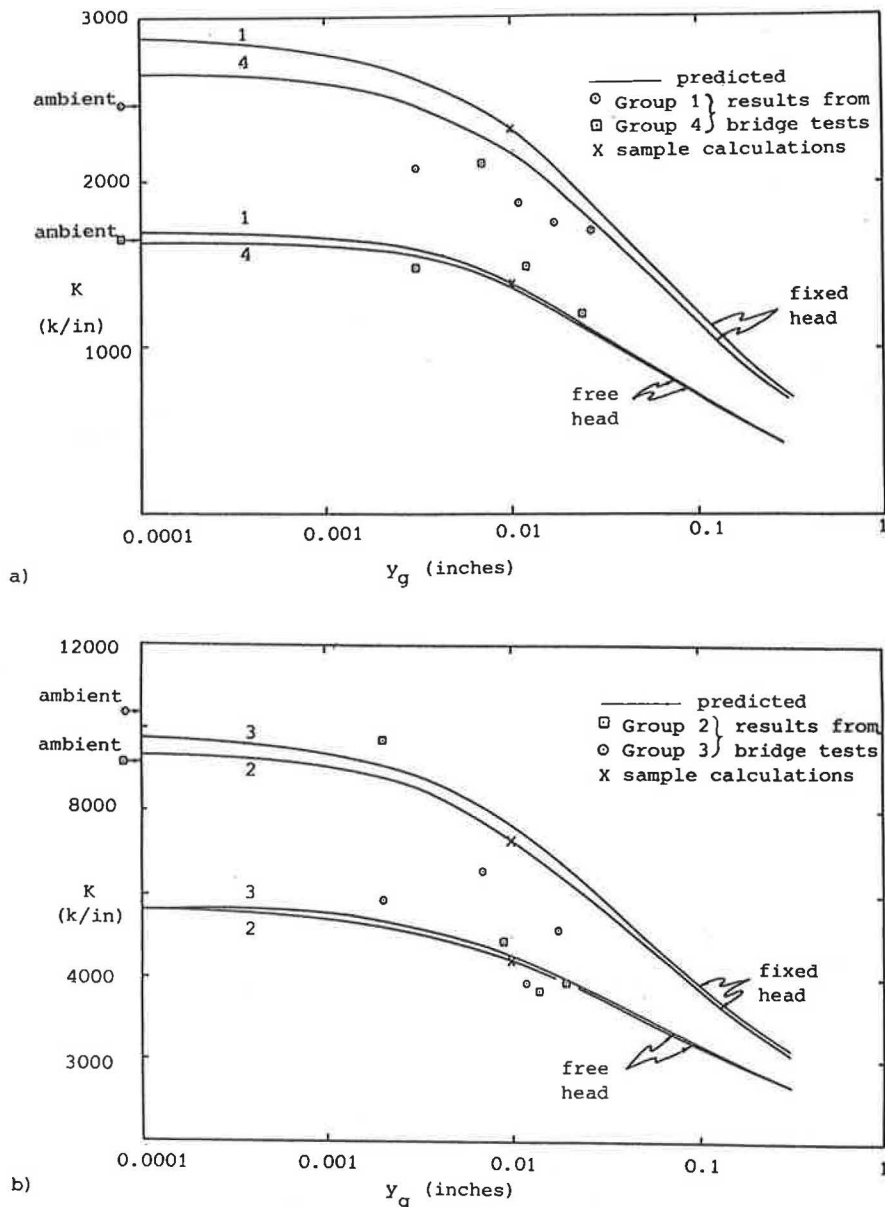 3000
1
4
ambient
predicted
Group 1 } results from
Group 4 } bridge tests
X sample calculations
2000
1
ambient
4
K
(k/in)
fixed
head
1000
free
head
0.0001 0.001 0.01 0.1 1
y_g (inches)
a)
12000
ambient
predicted
3
Group 2 } results from
ambient
Group 3 } bridge tests
2
X sample calculations
8000
3
K
(k/in)
2
4000
fixed
head
3000
free
head
0.0001 0.001 0.01 0.1 1
y_g (inches)
b)